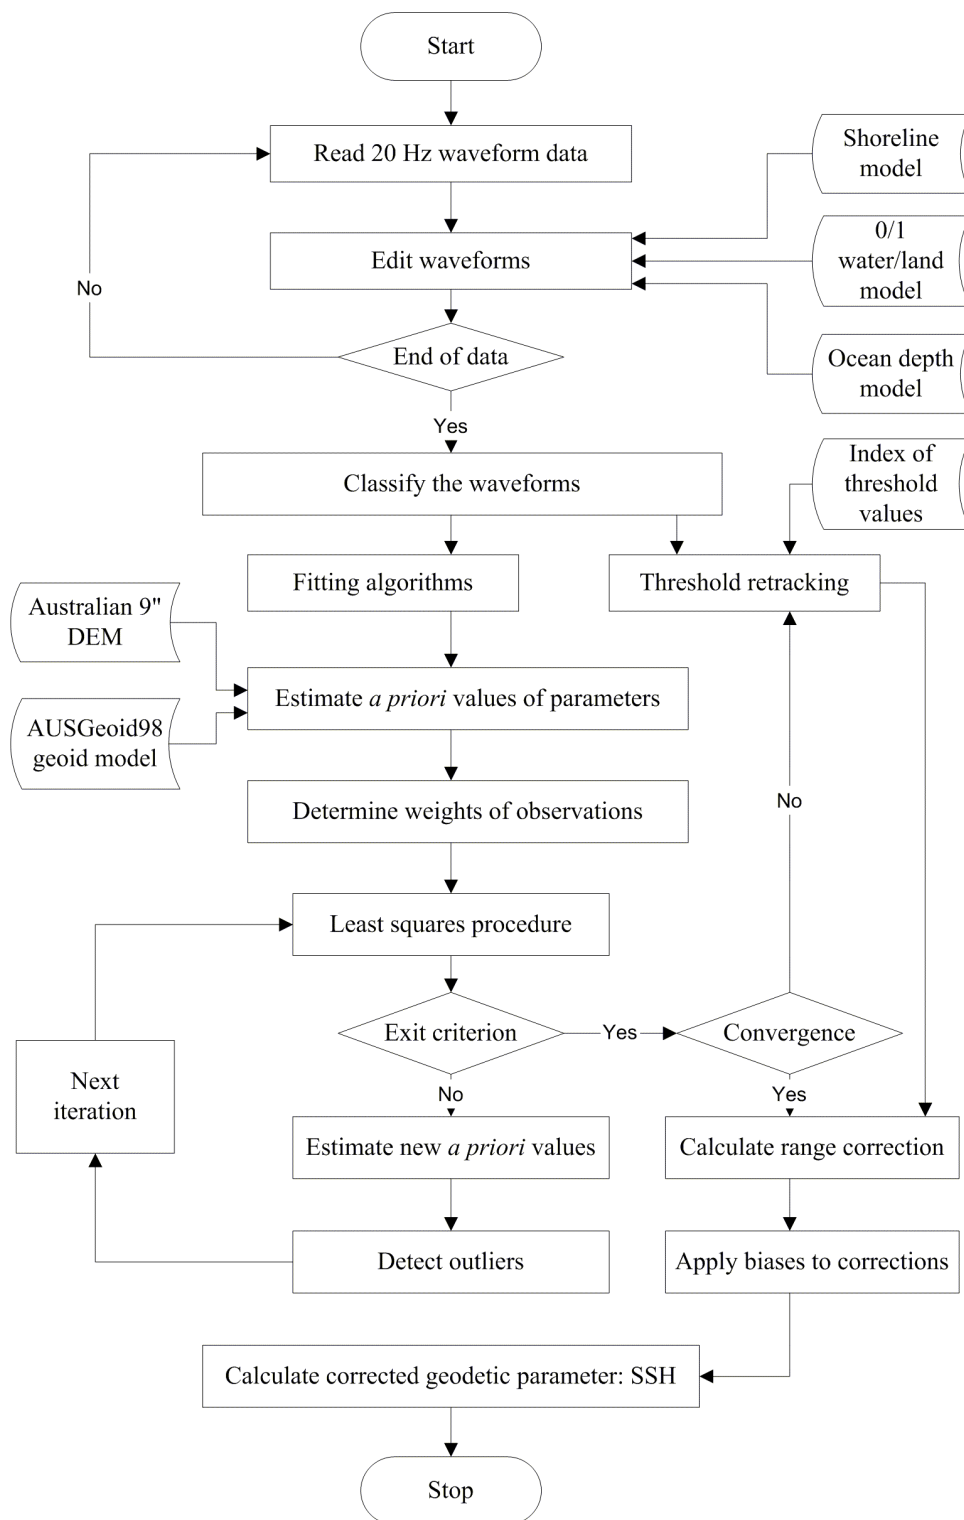 Start
Read 20 Hz waveform data
Shoreline
model
Edit waveforms
0/1
water/land
model
No
End of data
Ocean depth
model
Yes
Classify the waveforms
Index of
threshold
values
Fitting algorithms
Threshold retracking
Australian 9"
DEM
Estimate a priori values of parameters
AUSGeoid98
geoid model
Determine weights of observations
No
Least squares procedure
Exit criterion
Yes
Convergence
Next
iteration
No
Yes
Estimate new a priori values
Calculate range correction
Detect outliers
Apply biases to corrections
Calculate corrected geodetic parameter: SSH
Stop